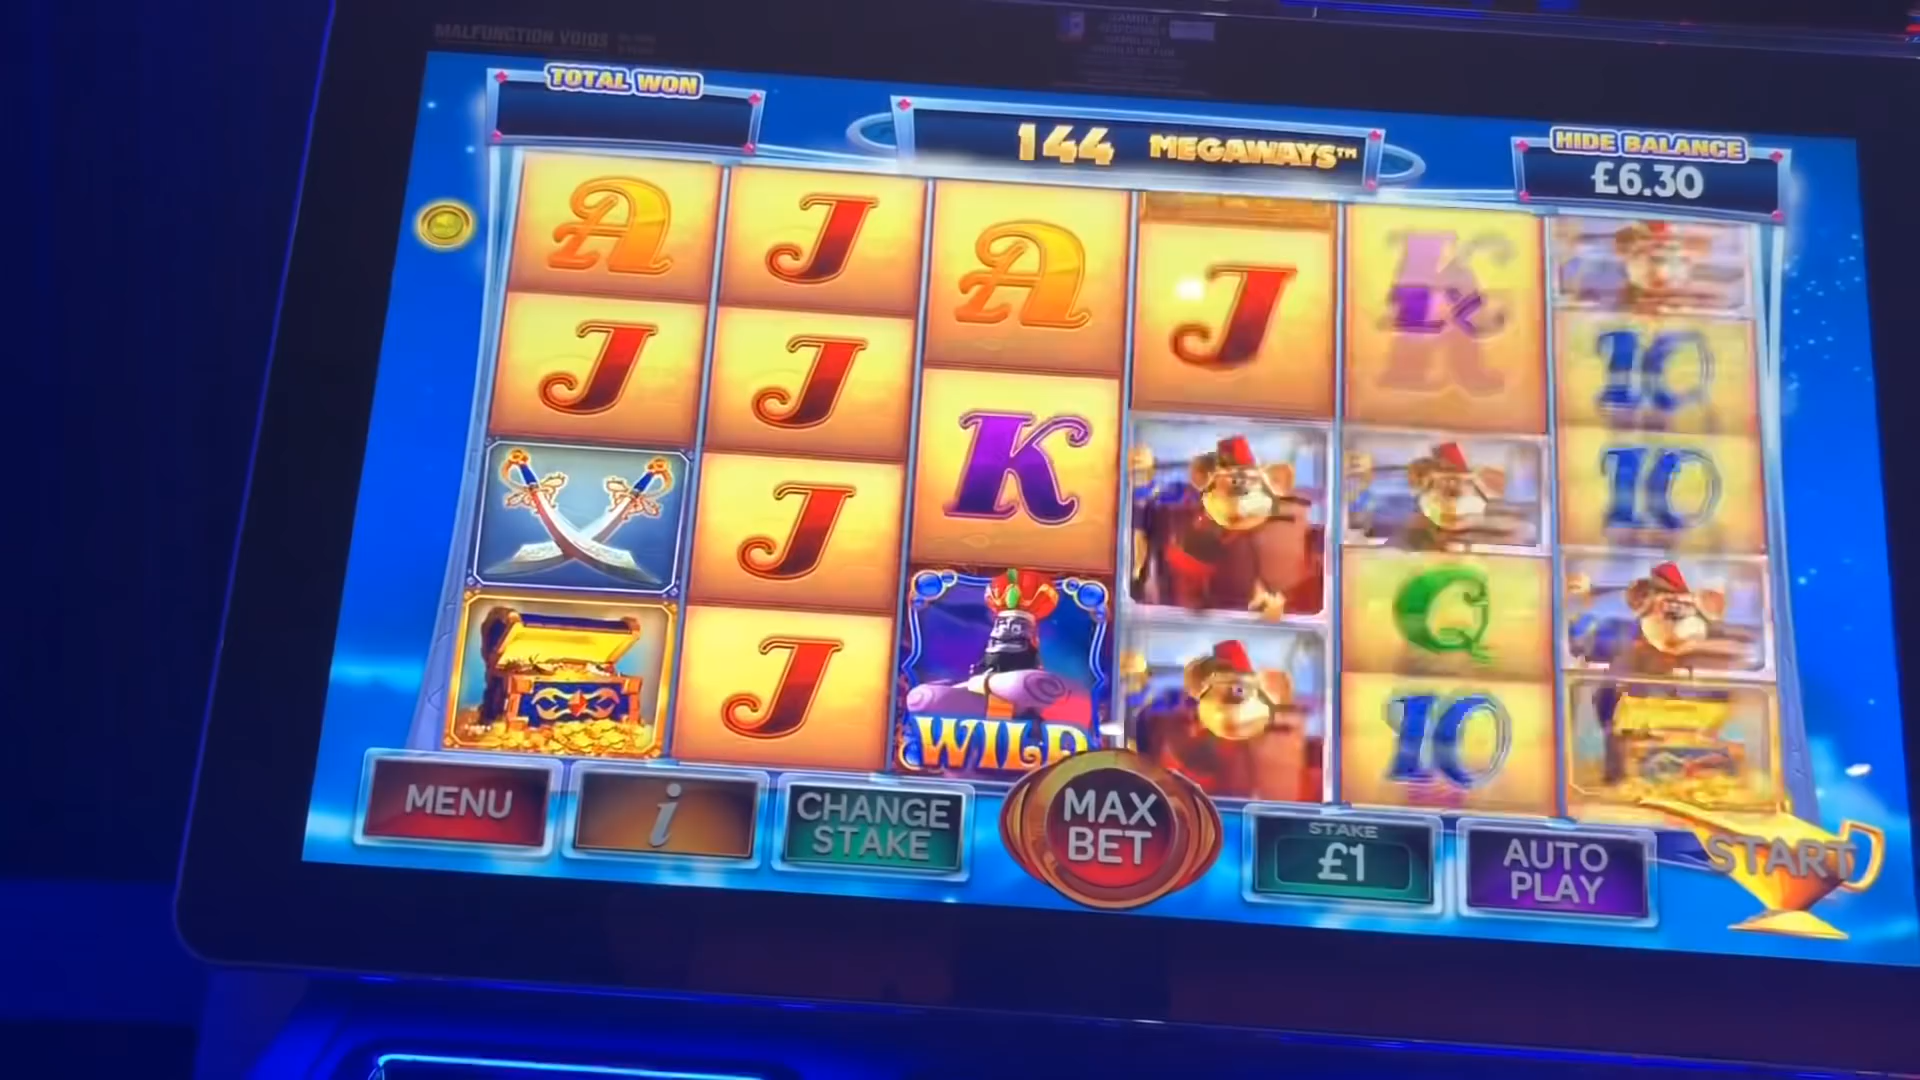 MALFUNCTION VOIDS
TOTAL WON
144 MEGAWAYS™
HIDE BALANCE
£6.30
A J A J K
J J K 10
J Q 10
J 10
WILD
MENU
i
CHANGE
STAKE
MAX
BET
STAKE
£1
AUTO
PLAY
START